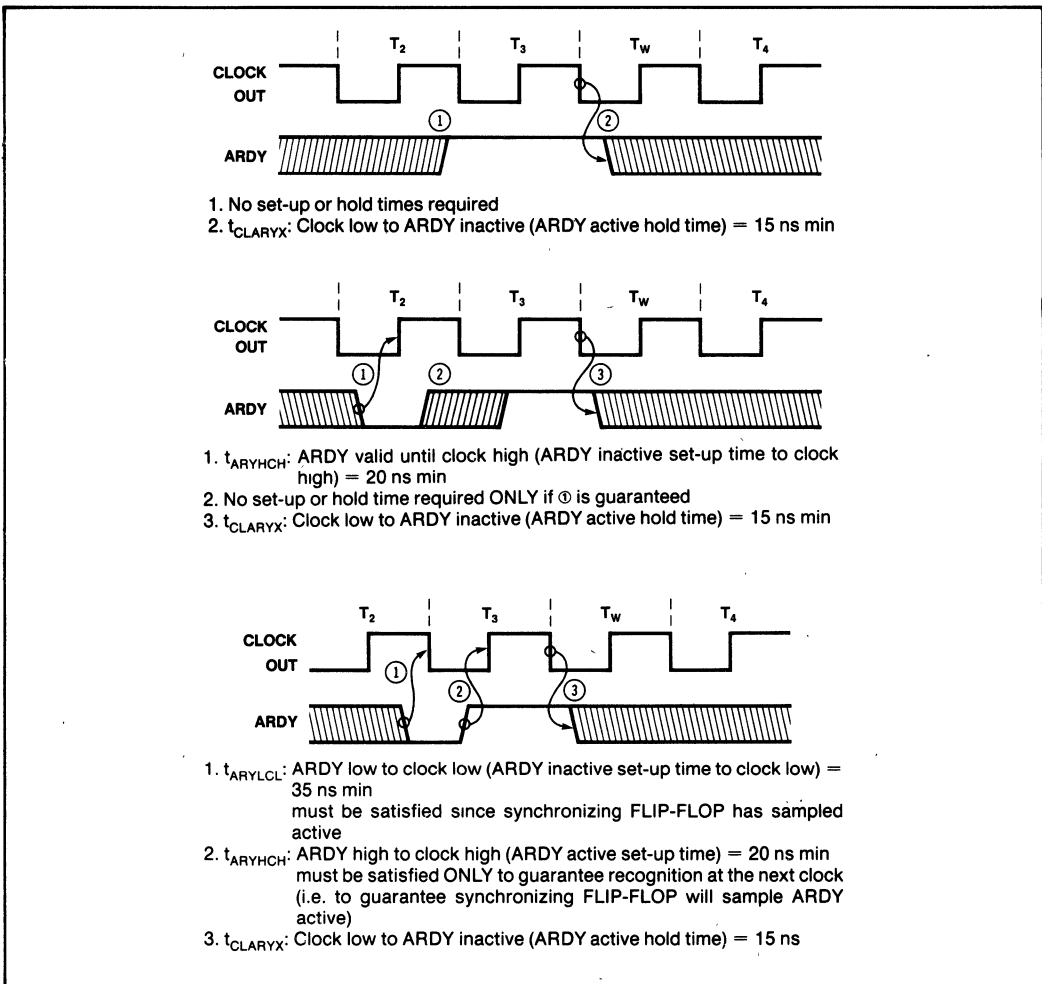 T2 T3 TW T4
CLOCK
OUT
① ②
ARDY
1. No set-up or hold times required
2. tCLARYX: Clock low to ARDY inactive (ARDY active hold time) = 15 ns min
T2 T3 TW T4
CLOCK
OUT
① ② ③
ARDY
1. tARYHCH: ARDY valid until clock high (ARDY inactive set-up time to clock
high) = 20 ns min
2. No set-up or hold time required ONLY if ① is guaranteed
3. tCLARYX: Clock low to ARDY inactive (ARDY active hold time) = 15 ns min
T2 T3 TW T4
CLOCK
OUT
① ② ③
ARDY
1. tARYLCL: ARDY low to clock low (ARDY inactive set-up time to clock low) =
35 ns min
must be satisfied since synchronizing FLIP-FLOP has sampled
active
2. tARYHCH: ARDY high to clock high (ARDY active set-up time) = 20 ns min
must be satisfied ONLY to guarantee recognition at the next clock
(i.e. to guarantee synchronizing FLIP-FLOP will sample ARDY
active)
3. tCLARYX: Clock low to ARDY inactive (ARDY active hold time) = 15 ns